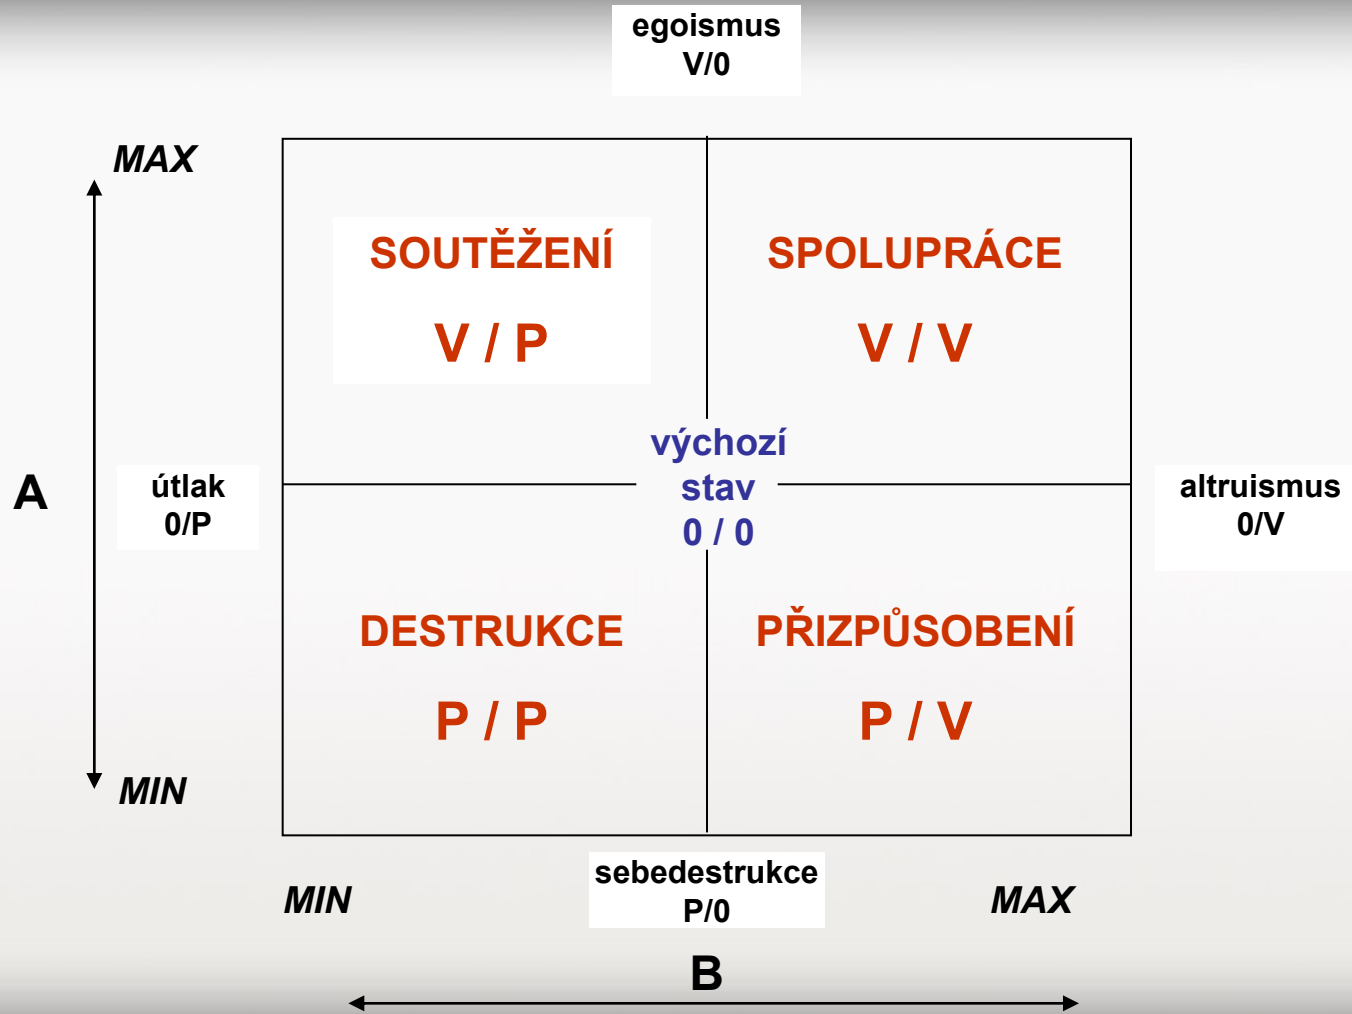 egoismus
V/0
MAX
SOUTĚŽENÍ
V / P
SPOLUPRÁCE
V / V
výchozí
stav
0 / 0
A
útlak
0/P
altruismus
0/V
DESTRUKCE
P / P
PŘIZPŮSOBENÍ
P / V
MIN
MIN
sebedestrukce
P/0
MAX
B